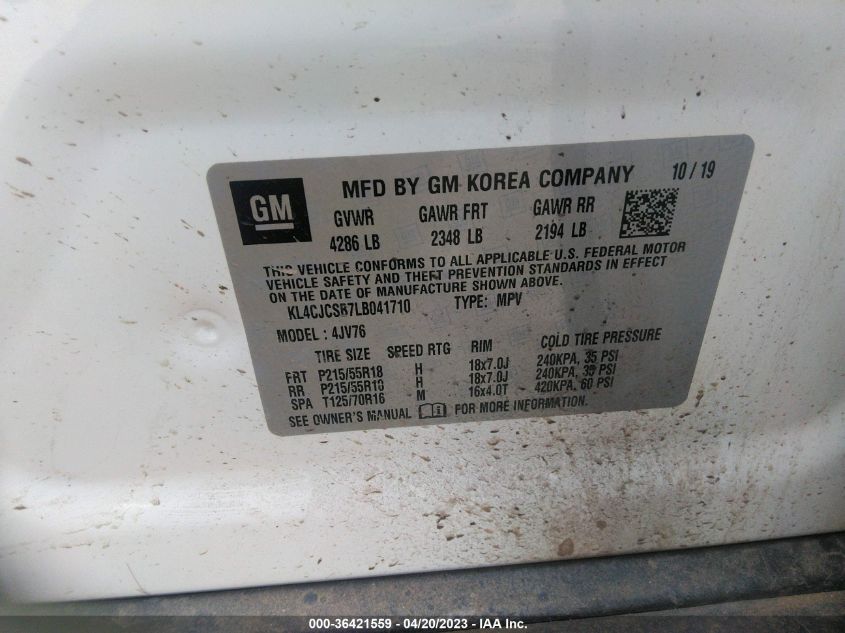 GM
MFD BY GM KOREA COMPANY 10/19
GVWR GAWR FRT GAWR RR
4286 LB 2348 LB 2194 LB
THIS VEHICLE CONFORMS TO ALL APPLICABLE U.S. FEDERAL MOTOR
VEHICLE SAFETY AND THEFT PREVENTION STANDARDS IN EFFECT
ON THE DATE OF MANUFACTURE SHOWN ABOVE.
KL4CJCSB7LB041710 TYPE: MPV
MODEL: 4JV76
TIRE SIZE SPEED RTG RIM COLD TIRE PRESSURE
FRT P215/55R18 H 18x7.0J 240KPA, 35 PSI
RR P215/55R18 H 18x7.0J 240KPA, 35 PSI
SPA T125/70R16 M 16x4.0T 420KPA, 60 PSI
SEE OWNER'S MANUAL FOR MORE INFORMATION.
000-36421559 - 04/20/2023 - IAA Inc.